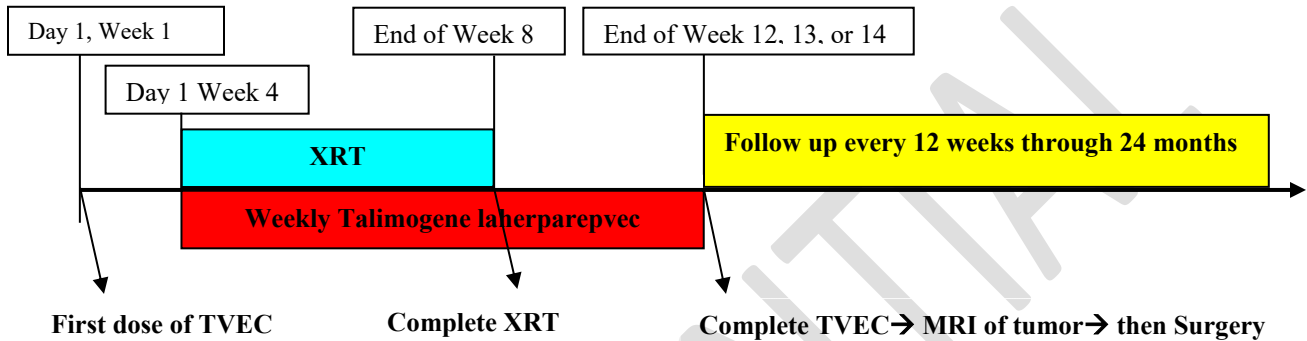 Day 1, Week 1
End of Week 8
End of Week 12, 13, or 14
Day 1 Week 4
XRT
Follow up every 12 weeks through 24 months
Weekly Talimogene laherparepvec
First dose of TVEC
Complete XRT
Complete TVEC→ MRI of tumor→ then Surgery